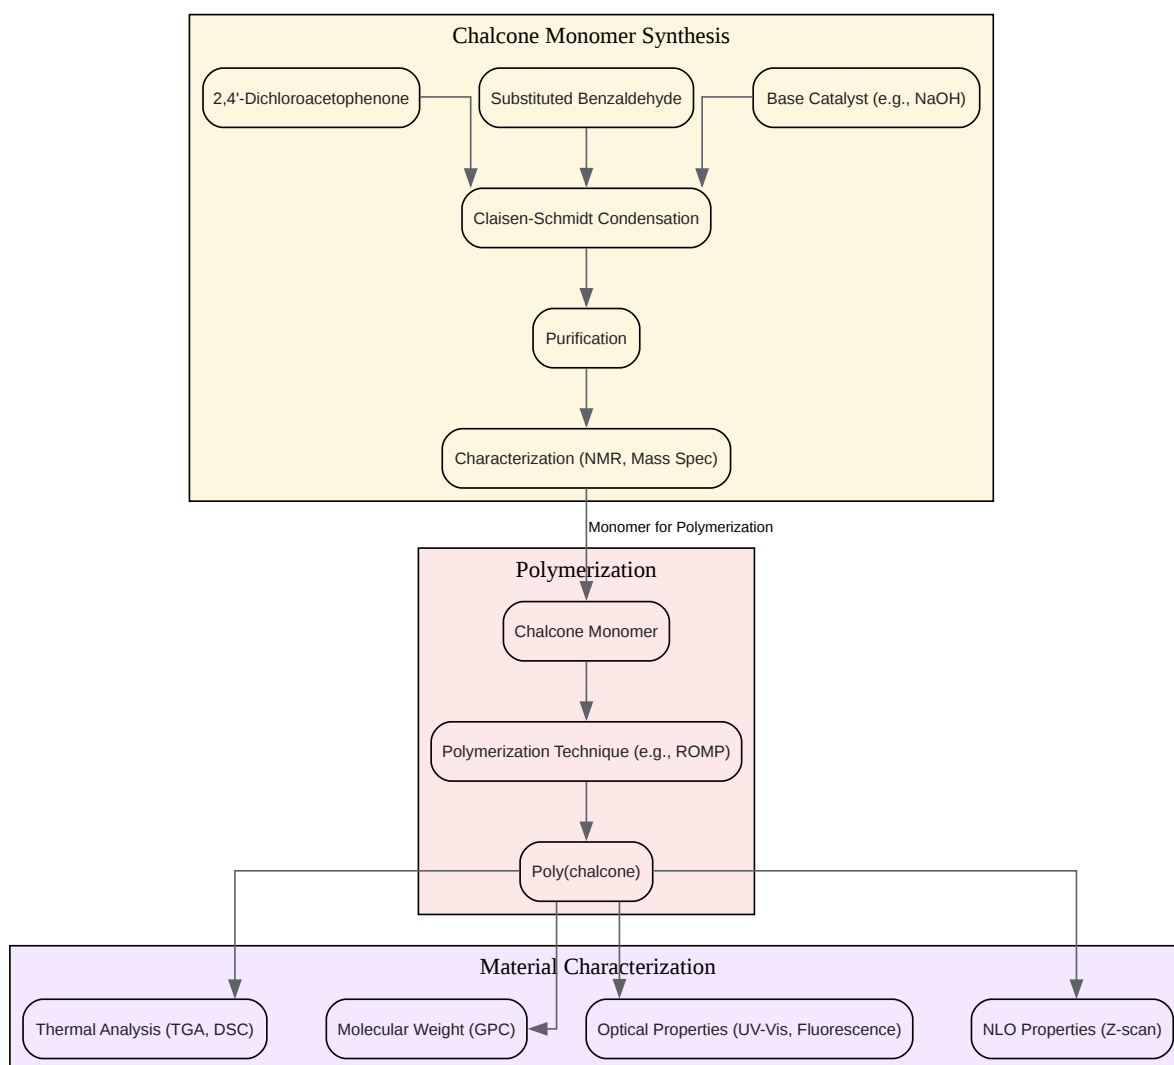 Chalcone Monomer Synthesis
2,4'-Dichloroacetophenone
Substituted Benzaldehyde
Base Catalyst (e.g., NaOH)
Claisen-Schmidt Condensation
Purification
Characterization (NMR, Mass Spec)
Monomer for Polymerization
Polymerization
Chalcone Monomer
Polymerization Technique (e.g., ROMP)
Poly(chalcone)
Material Characterization
Thermal Analysis (TGA, DSC)
Molecular Weight (GPC)
Optical Properties (UV-Vis, Fluorescence)
NLO Properties (Z-scan)